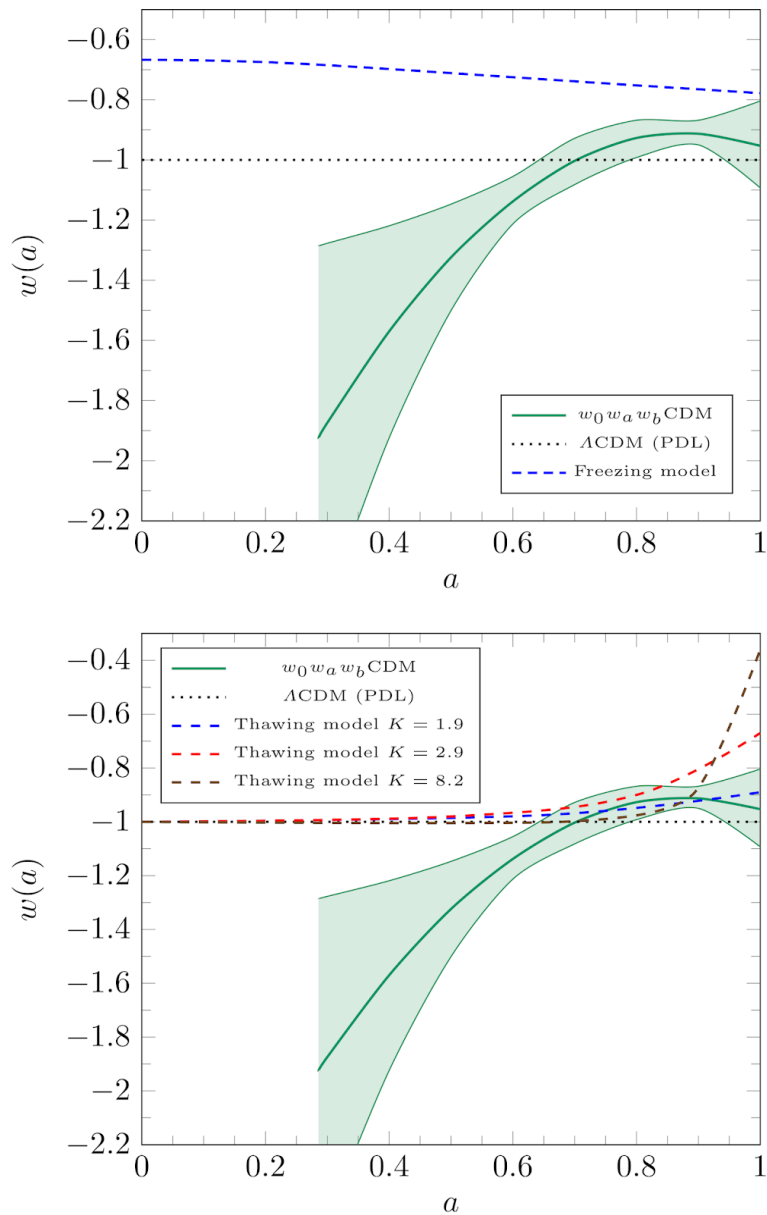 −0.6
−0.8
−1
−1.2
−1.4
−1.6
−1.8
−2
−2.2
w(a)
w₀wₐw_bCDM
ΛCDM (PDL)
Freezing model
0 0.2 0.4 0.6 0.8 1
a
−0.4
−0.6
−0.8
−1
−1.2
−1.4
−1.6
−1.8
−2
−2.2
w(a)
w₀wₐw_bCDM
ΛCDM (PDL)
Thawing model K = 1.9
Thawing model K = 2.9
Thawing model K = 8.2
0 0.2 0.4 0.6 0.8 1
a